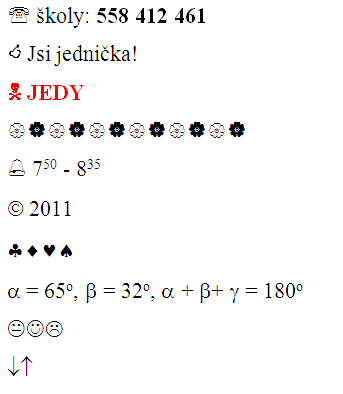 ☏ školy: 558 412 461
👍 Jsi jednička!
☠ JEDY
❀✿❀✿❀✿❀✿❀✿❀✿
🔔 7⁵⁰ - 8³⁵
© 2011
♣♦♥♠
α = 65º, β = 32º, α + β+ γ = 180º
😐☺☹
↓↑